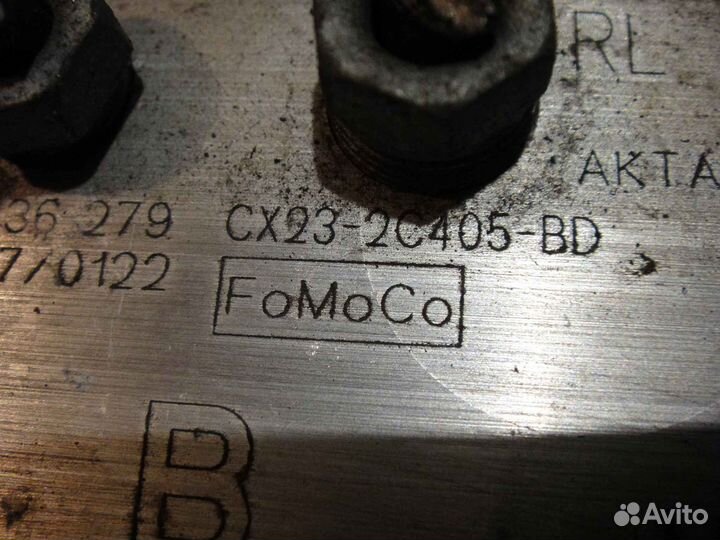 RL
AKTA
36 279 CX23-2C405-BD
7/0122
FoMoCo
B
Avito